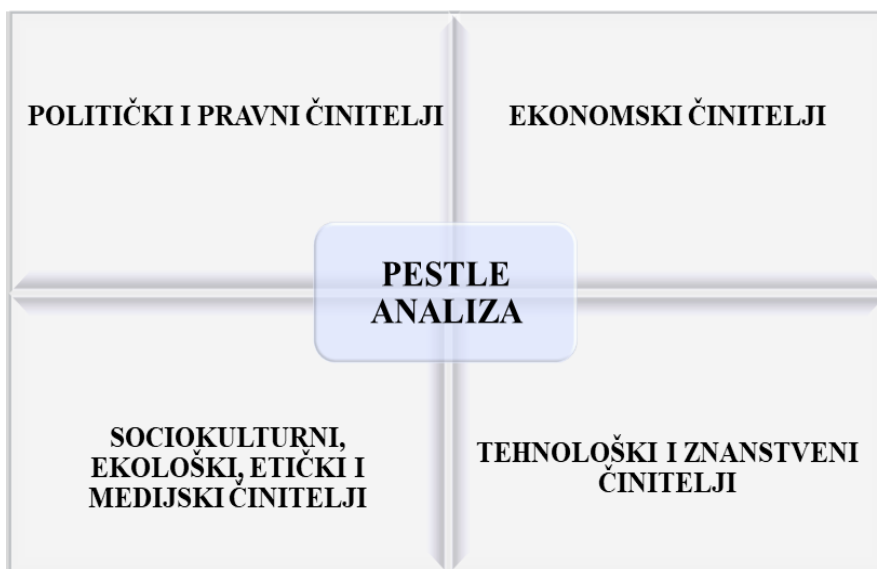 POLITIČKI I PRAVNI ČINITELJI
EKONOMSKI ČINITELJI
PESTLE
ANALIZA
SOCIOKULTURNI,
EKOLOŠKI, ETIČKI I
MEDIJSKI ČINITELJI
TEHNOLOŠKI I ZNANSTVENI
ČINITELJI